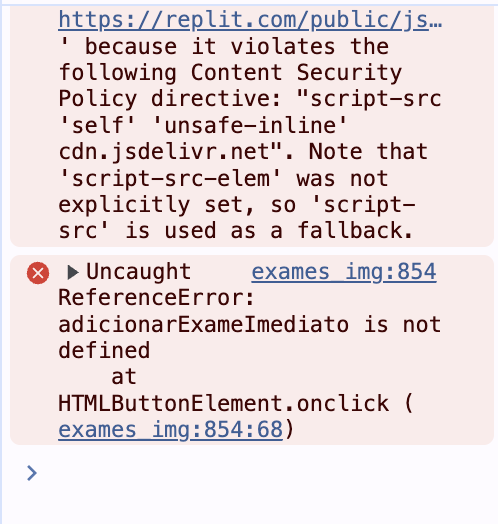 https://replit.com/public/js…
' because it violates the
following Content Security
Policy directive: "script-src
'self' 'unsafe-inline'
cdn.jsdelivr.net". Note that
'script-src-elem' was not
explicitly set, so 'script-
src' is used as a fallback.
Uncaught exames_img:854
ReferenceError:
adicionarExameImediato is not
defined
at
HTMLButtonElement.onclick (
exames_img:854:68)